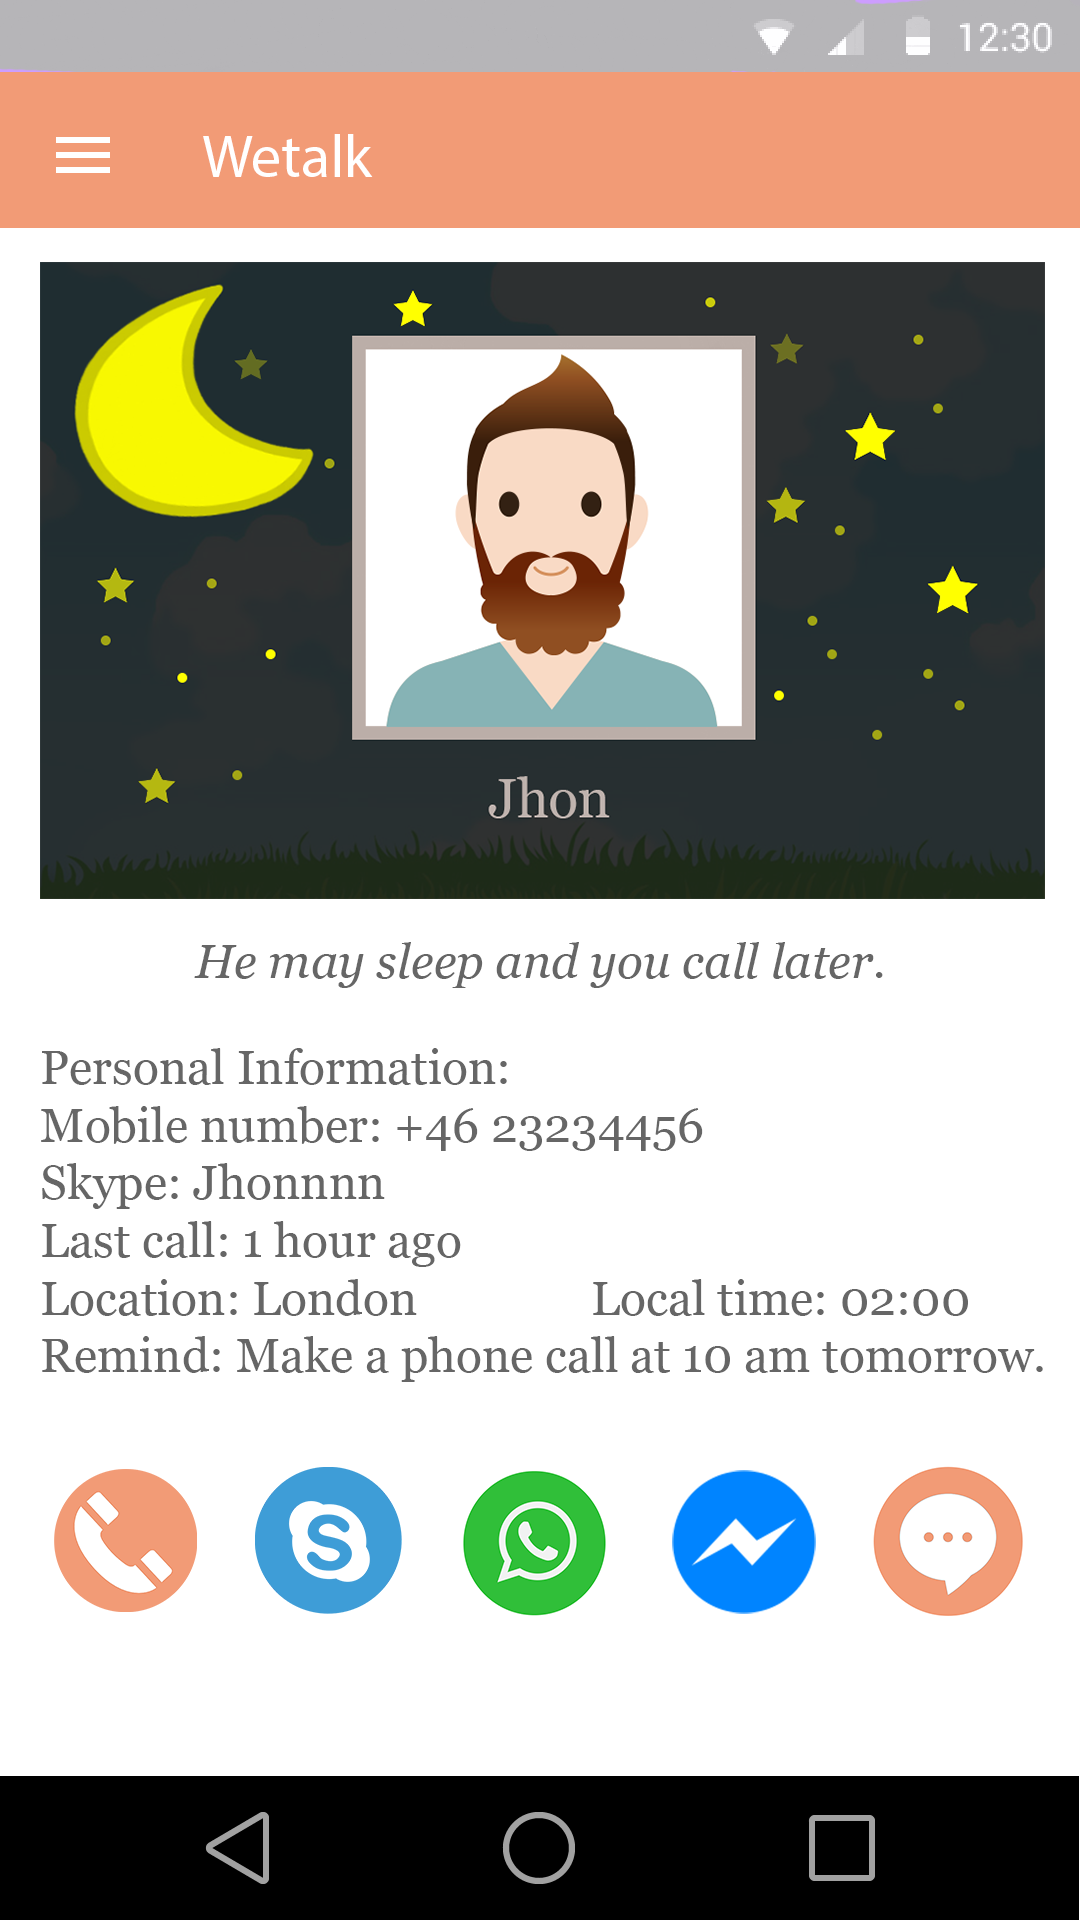 12:30
Wetalk
Jhon
He may sleep and you call later.
Personal Information:
Mobile number: +46 23234456
Skype: Jhonnnn
Last call: 1 hour ago
Location: London Local time: 02:00
Remind: Make a phone call at 10 am tomorrow.